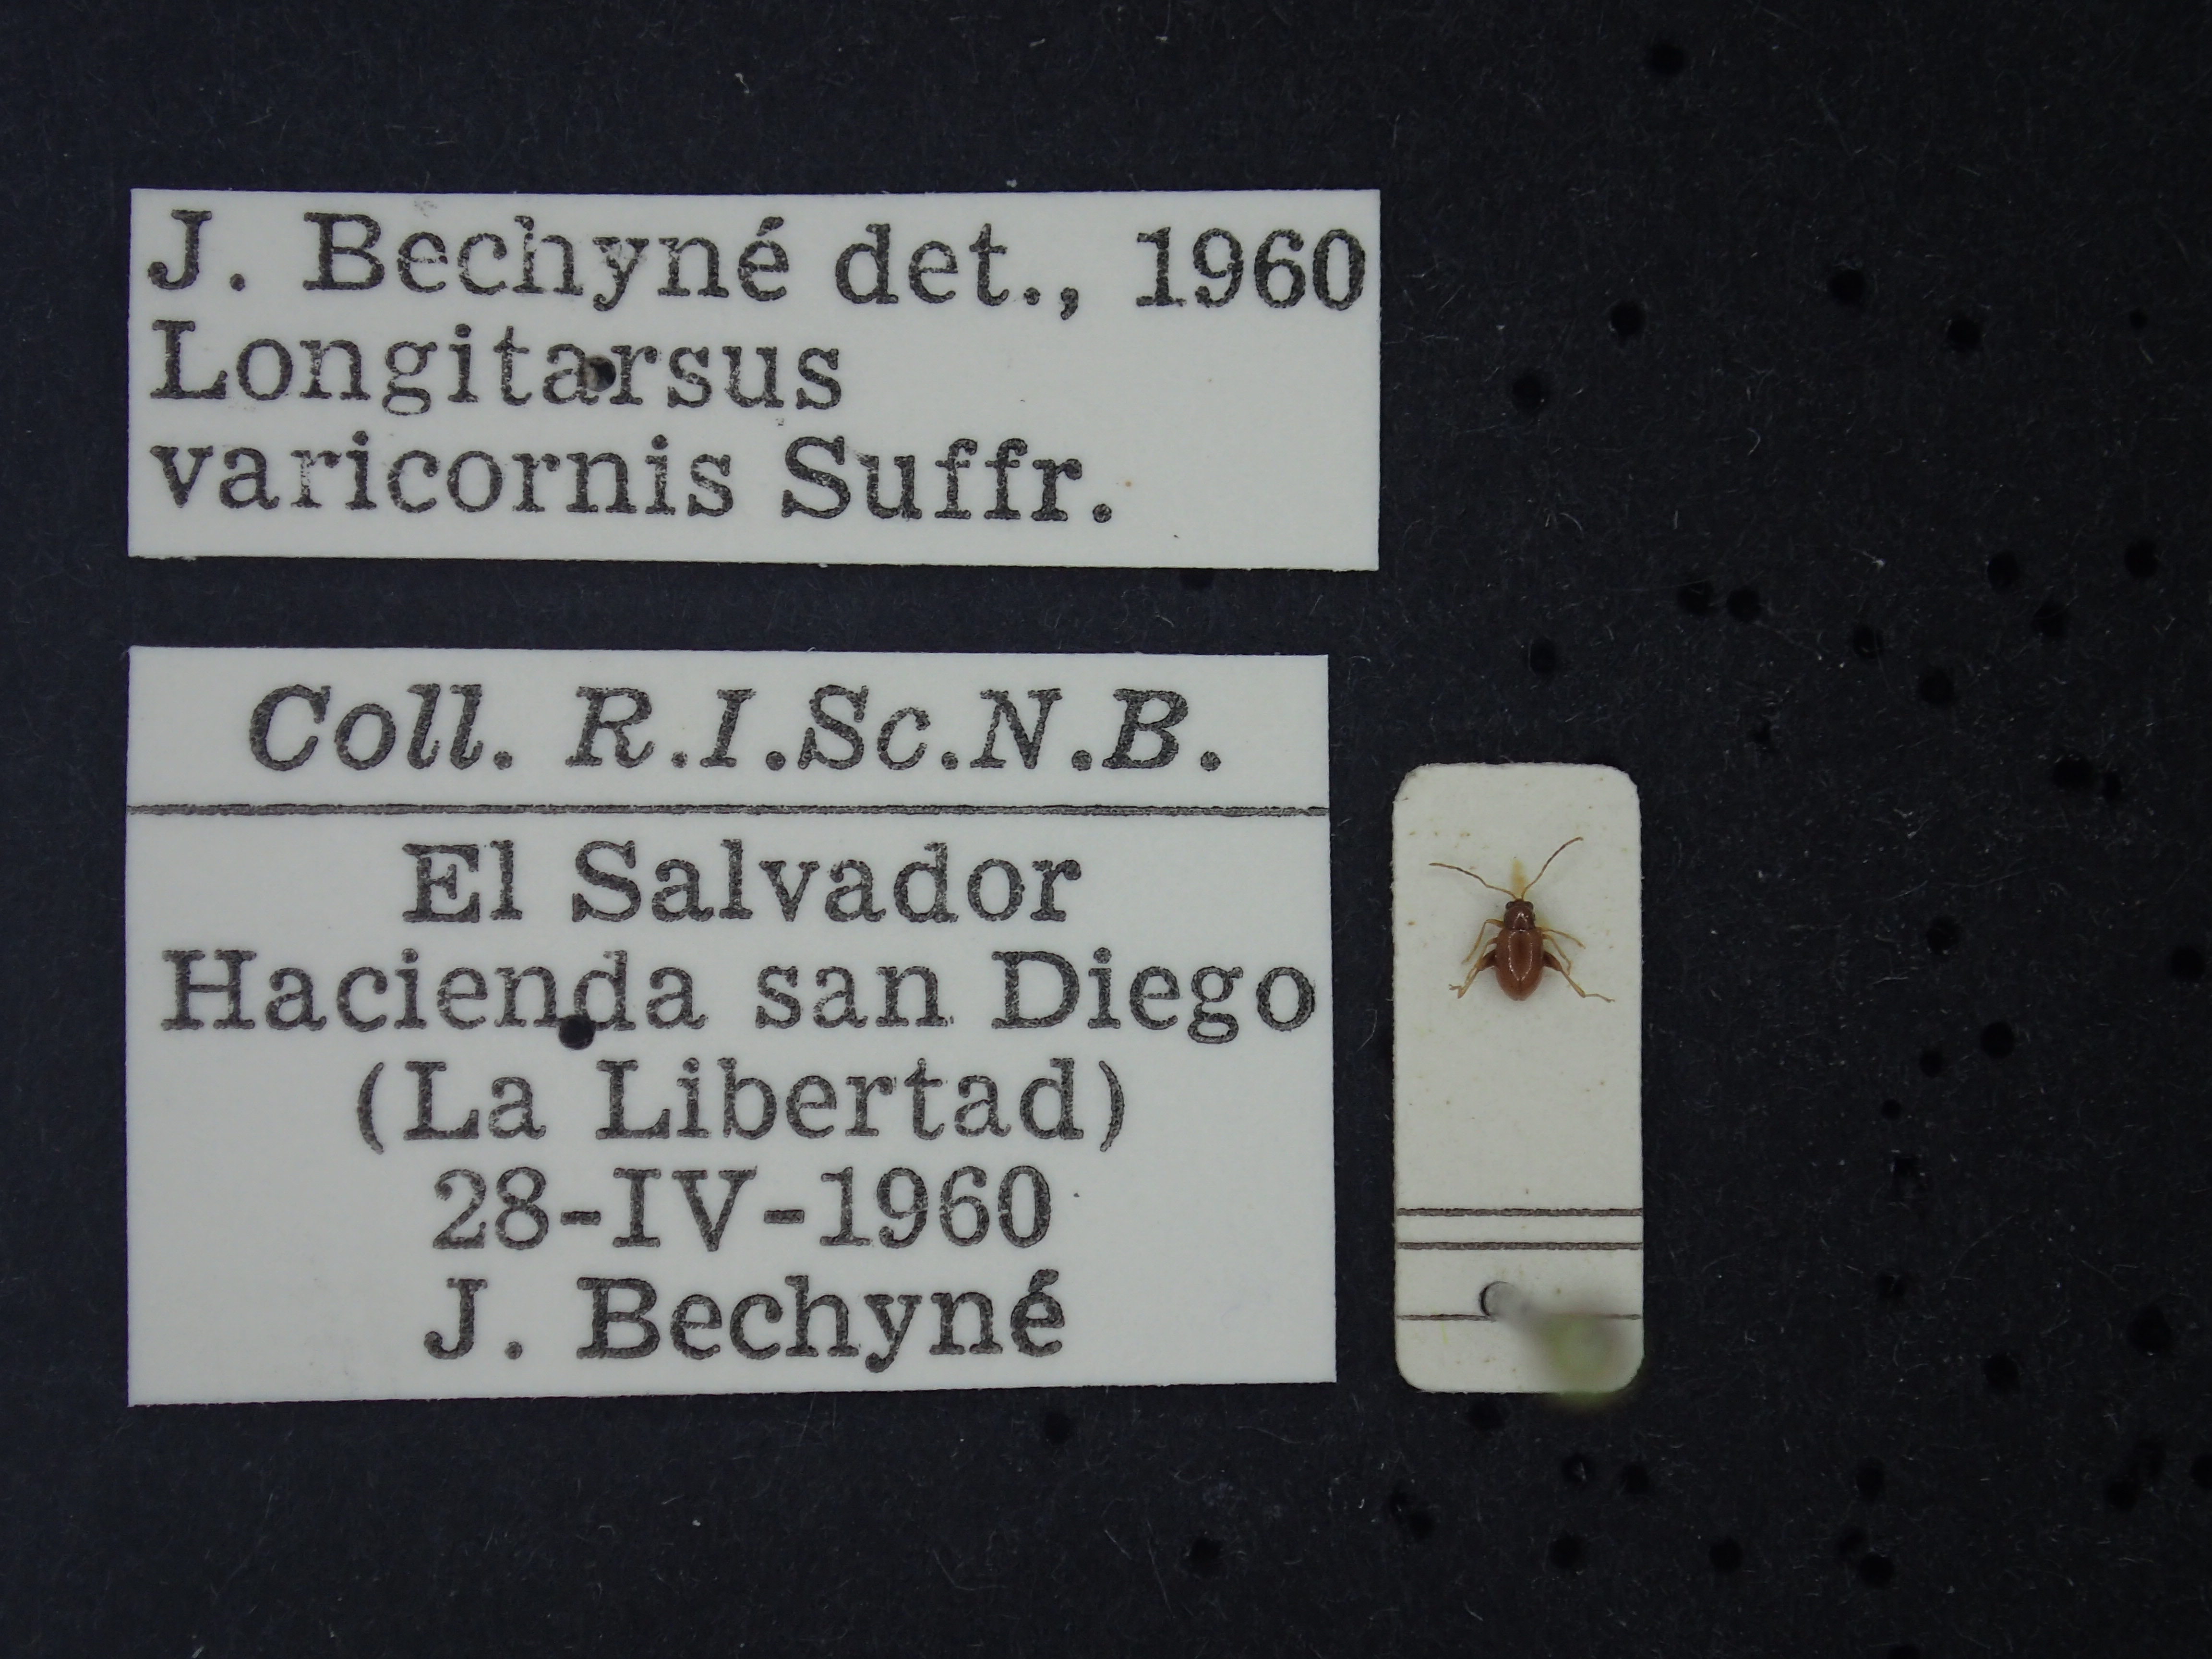 J. Bechyné det., 1960
Longitarsus
varicornis Suffr.
Coll. R.I.Sc.N.B.
El Salvador
Hacienda san Diego
(La Libertad)
28-IV-1960
J. Bechyné